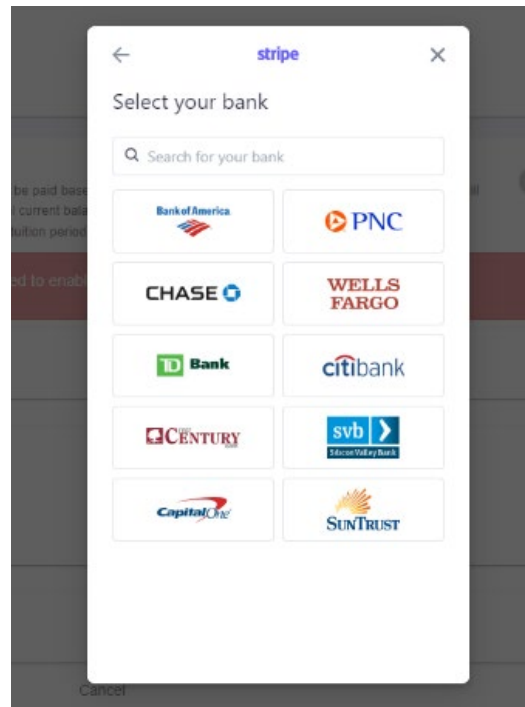 stripe
Select your bank
Search for your bank
Bank of America
PNC
CHASE
WELLS
FARGO
TD Bank
citibank
CENTURY
svb
Silicon Valley Bank
Capital One
SUNTRUST
be paid base
current bala
tuition period
ed to enabl
Cancel